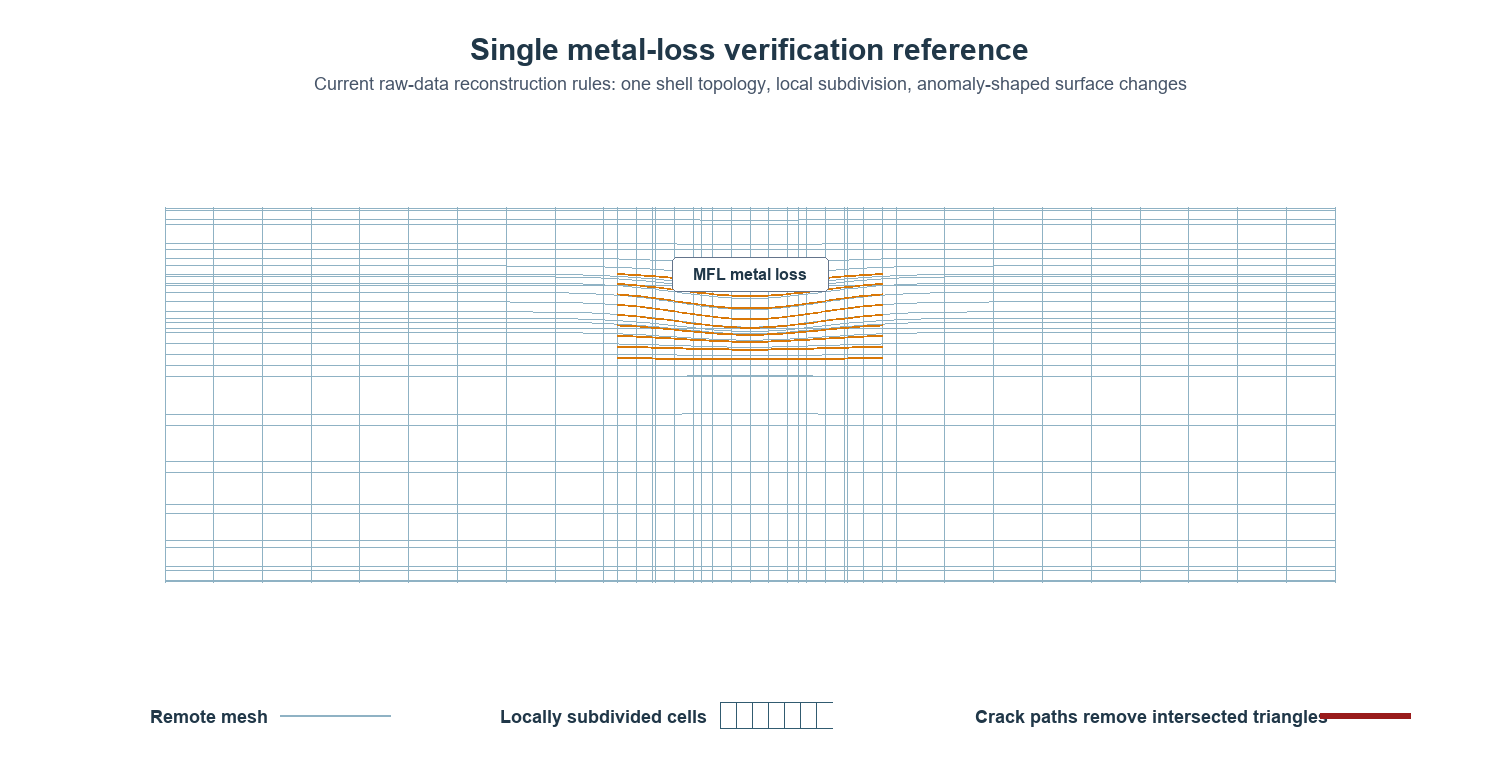 Single metal-loss verification reference
Current raw-data reconstruction rules: one shell topology, local subdivision, anomaly-shaped surface changes
MFL metal loss
Remote mesh
Locally subdivided cells
Crack paths remove intersected triangles